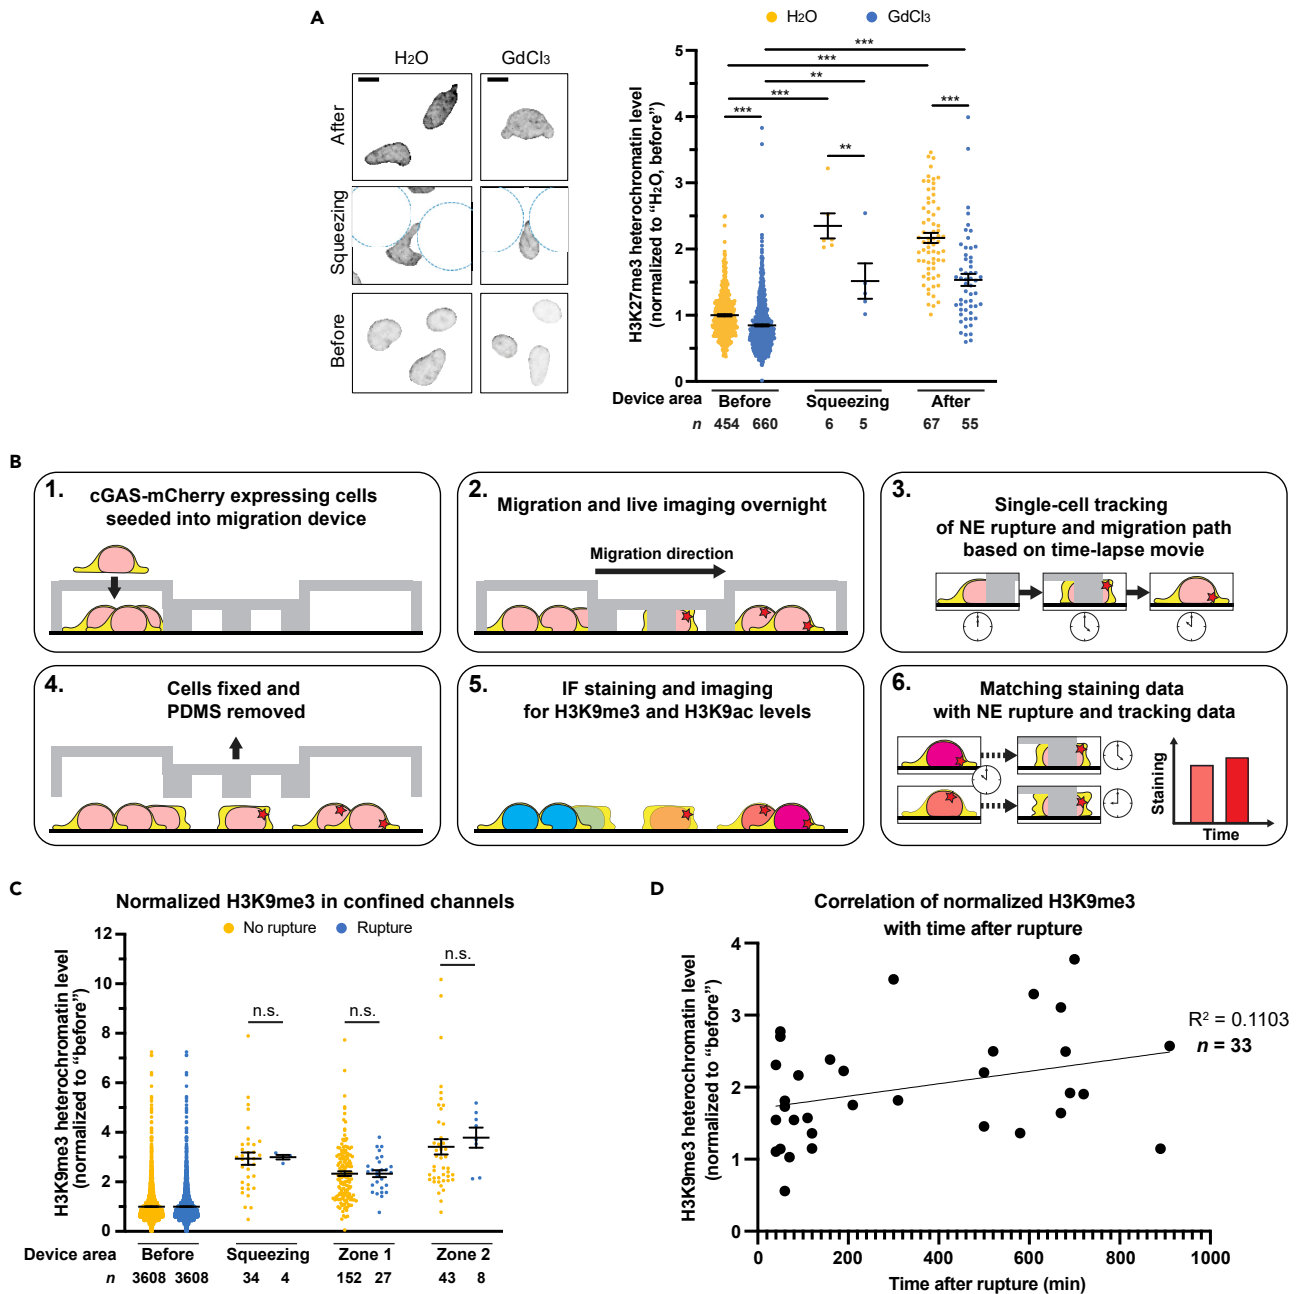 A
H2O
GdCl3
After
Squeezing
Before
H2O
GdCl3
H3K27me3 heterochromatin level
(normalized to “H2O, before”)
5
4
3
2
1
0
***
***
**
***
***
***
**
Device area
Before
Squeezing
After
n
454
660
6
5
67
55
B
1.
cGAS-mCherry expressing cells
seeded into migration device
2.
Migration and live imaging overnight
Migration direction
3.
Single-cell tracking
of NE rupture and migration path
based on time-lapse movie
4.
Cells fixed and
PDMS removed
5.
IF staining and imaging
for H3K9me3 and H3K9ac levels
6.
Matching staining data
with NE rupture and tracking data
Staining
Time
C
Normalized H3K9me3 in confined channels
No rupture
Rupture
H3K9me3 heterochromatin level
(normalized to “before”)
12
10
8
6
4
2
0
n.s.
n.s.
n.s.
Device area
Before
Squeezing
Zone 1
Zone 2
n
3608
3608
34
4
152
27
43
8
D
Correlation of normalized H3K9me3
with time after rupture
H3K9me3 heterochromatin level
(normalized to “before”)
4
3
2
1
0
R2 = 0.1103
n = 33
0
200
400
600
800
1000
Time after rupture (min)